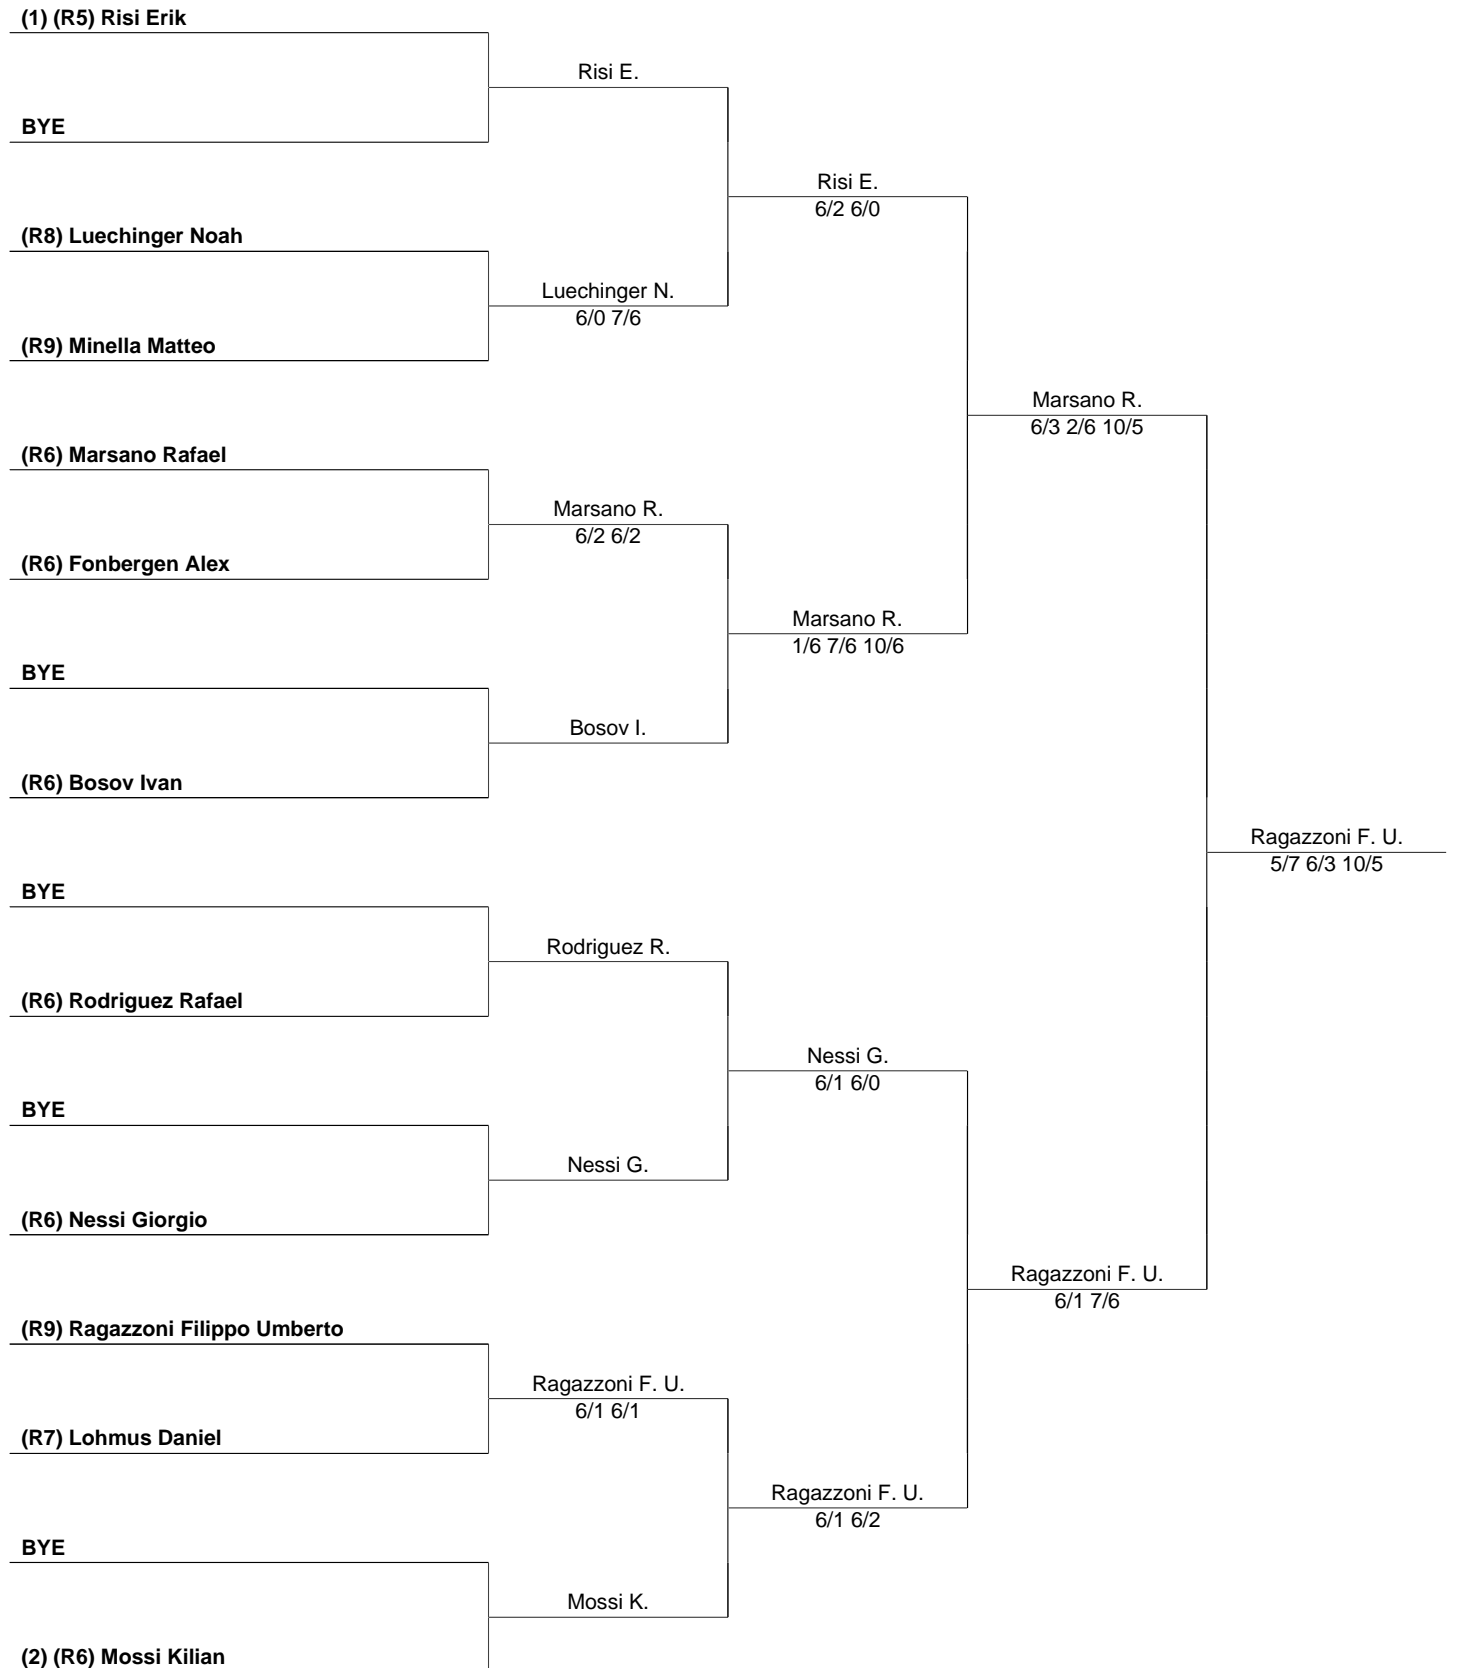 (1) (R5) Risi Erik
Risi E.
BYE
Risi E.
6/2 6/0
(R8) Luechinger Noah
Luechinger N.
6/0 7/6
(R9) Minella Matteo
Marsano R.
6/3 2/6 10/5
(R6) Marsano Rafael
Marsano R.
6/2 6/2
(R6) Fonbergen Alex
Marsano R.
1/6 7/6 10/6
BYE
Bosov I.
(R6) Bosov Ivan
Ragazzoni F. U.
5/7 6/3 10/5
BYE
Rodriguez R.
(R6) Rodriguez Rafael
Nessi G.
6/1 6/0
BYE
Nessi G.
(R6) Nessi Giorgio
Ragazzoni F. U.
6/1 7/6
(R9) Ragazzoni Filippo Umberto
Ragazzoni F. U.
6/1 6/1
(R7) Lohmus Daniel
Ragazzoni F. U.
6/1 6/2
BYE
Mossi K.
(2) (R6) Mossi Kilian